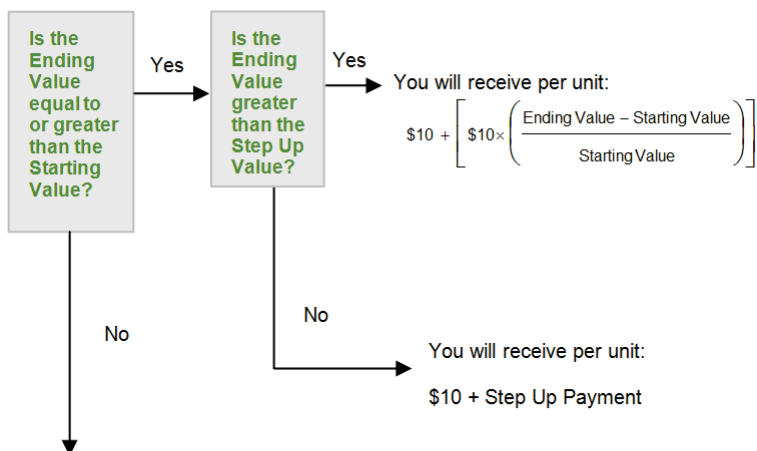 Is the
Ending
Value
equal to
or greater
than the
Starting
Value?
Yes
Is the
Ending
Value
greater
than the
Step Up
Value?
Yes
You will receive per unit:
$10 + [ $10× ( Ending Value – Starting Value
Starting Value ) ]
No
No
You will receive per unit:
$10 + Step Up Payment